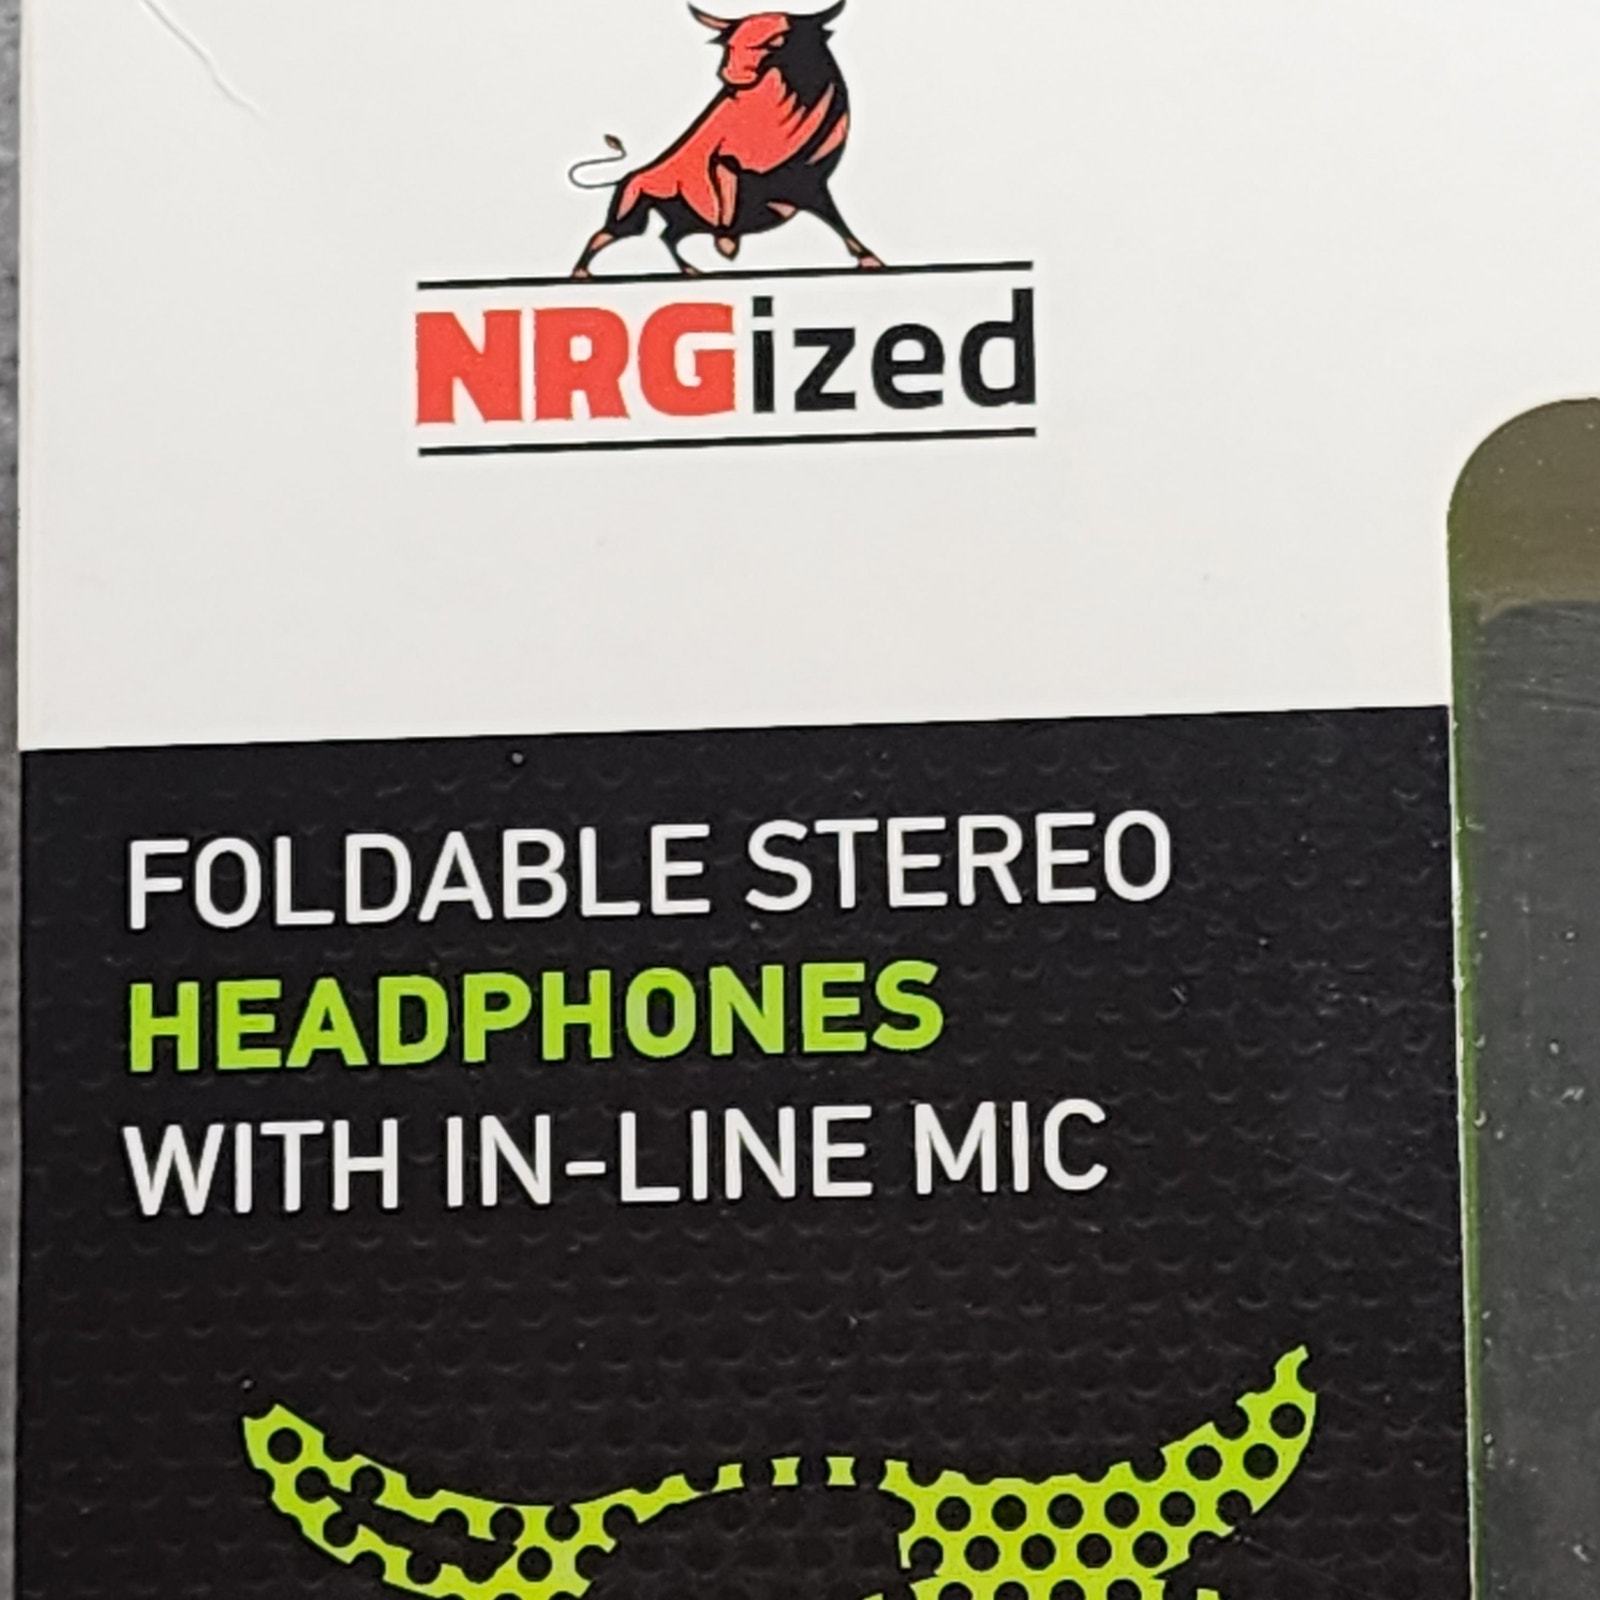 NRGized
FOLDABLE STEREO
HEADPHONES
WITH IN-LINE MIC